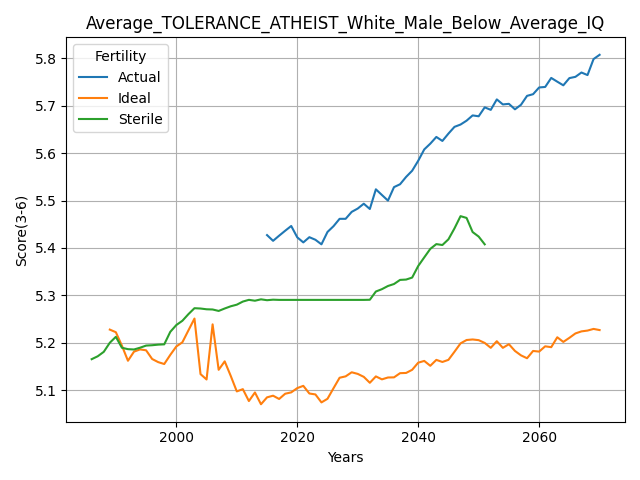 Average_TOLERANCE_ATHEIST_White_Male_Below_Average_IQ
Fertility
Actual
Ideal
Sterile
Score(3-6)
5.8
5.7
5.6
5.5
5.4
5.3
5.2
5.1
2000
2020
2040
2060
Years